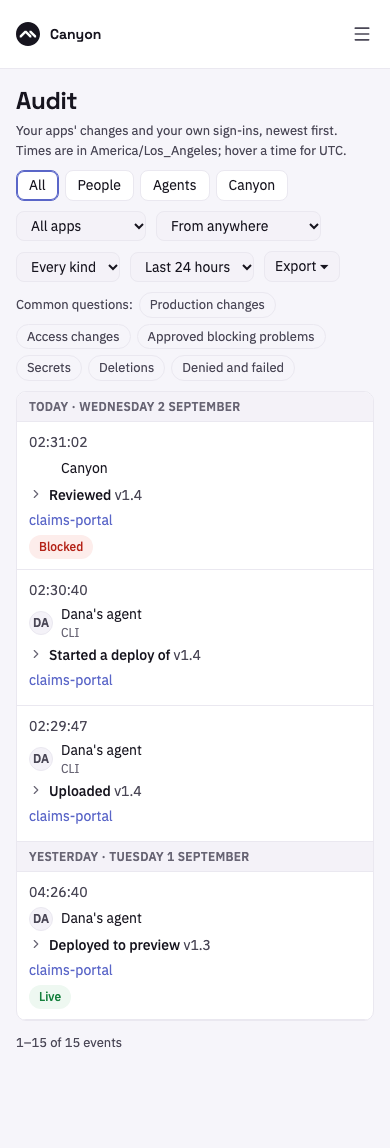 Canyon
Audit
Your apps' changes and your own sign-ins, newest first.
Times are in America/Los_Angeles; hover a time for UTC.
All People Agents Canyon
All apps From anywhere
Every kind Last 24 hours Export
Common questions: Production changes
Access changes Approved blocking problems
Secrets Deletions Denied and failed
TODAY · WEDNESDAY 2 SEPTEMBER
02:31:02
Canyon
Reviewed v1.4
claims-portal
Blocked
02:30:40
DA Dana's agent
CLI
Started a deploy of v1.4
claims-portal
02:29:47
DA Dana's agent
CLI
Uploaded v1.4
claims-portal
YESTERDAY · TUESDAY 1 SEPTEMBER
04:26:40
DA Dana's agent
Deployed to preview v1.3
claims-portal
Live
1–15 of 15 events